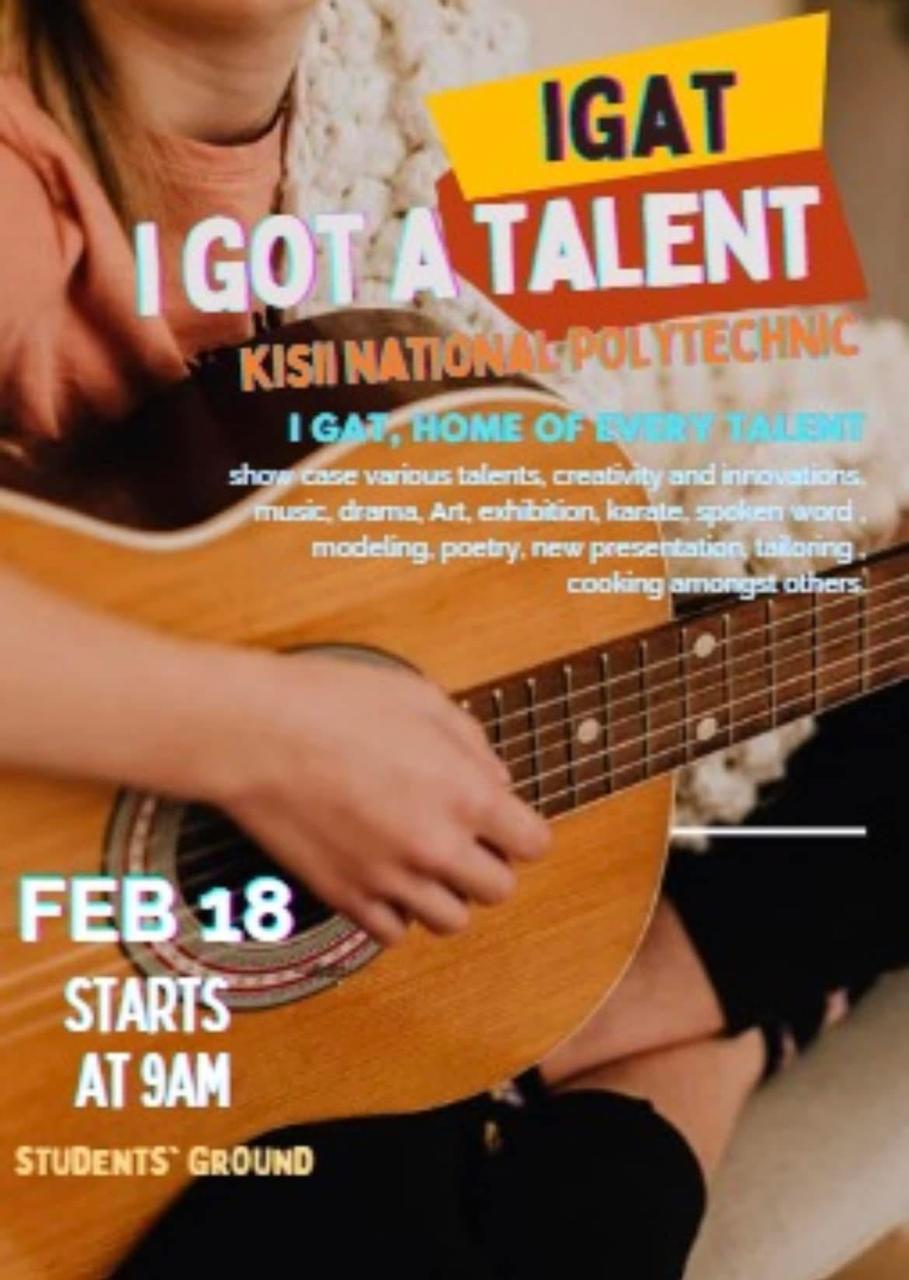 IGAT
I GOT A TALENT
KISII NATIONAL POLYTECHNIC
I GAT, HOME OF EVERY TALENT
show case various talents, creativity and innovations.
music, drama, Art, exhibition, karate, spoken word ,
modeling, poetry, new presentation, tailoring ,
cooking amongst others.
FEB 18
STARTS
AT 9AM
STUDENTS` GROUND